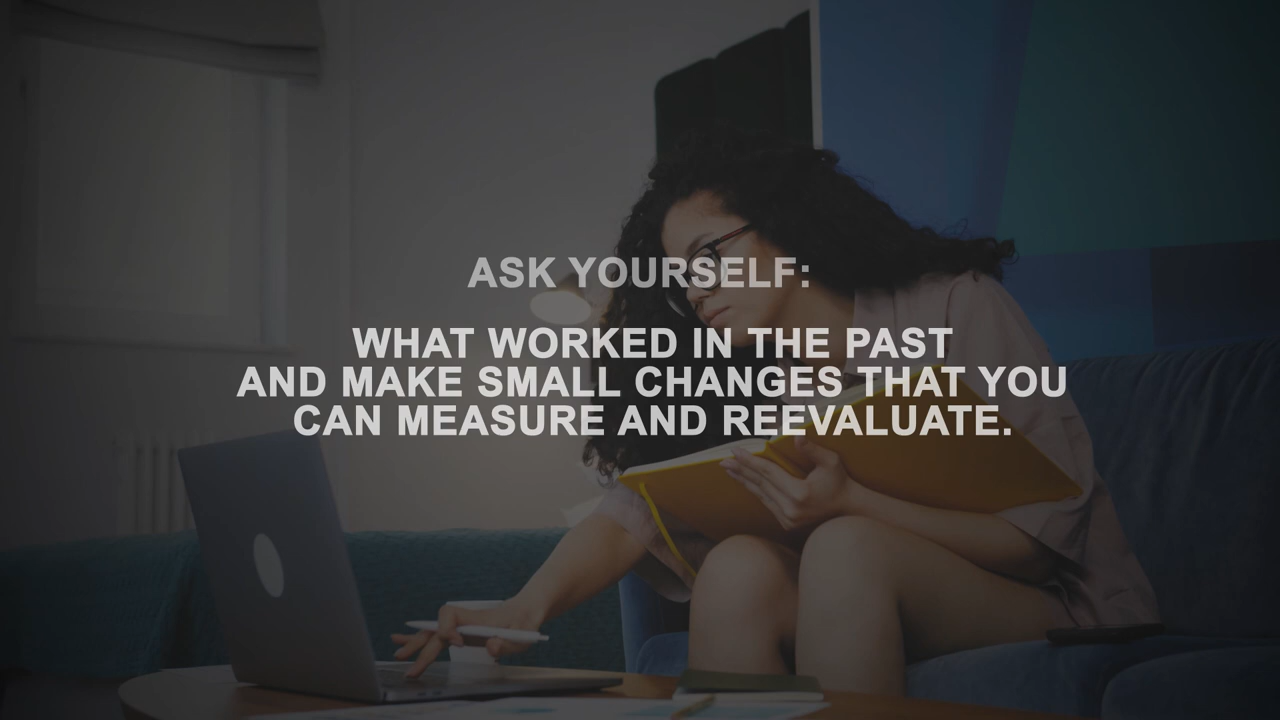 ASK YOURSELF:
WHAT WORKED IN THE PAST
AND MAKE SMALL CHANGES THAT YOU
CAN MEASURE AND REEVALUATE.